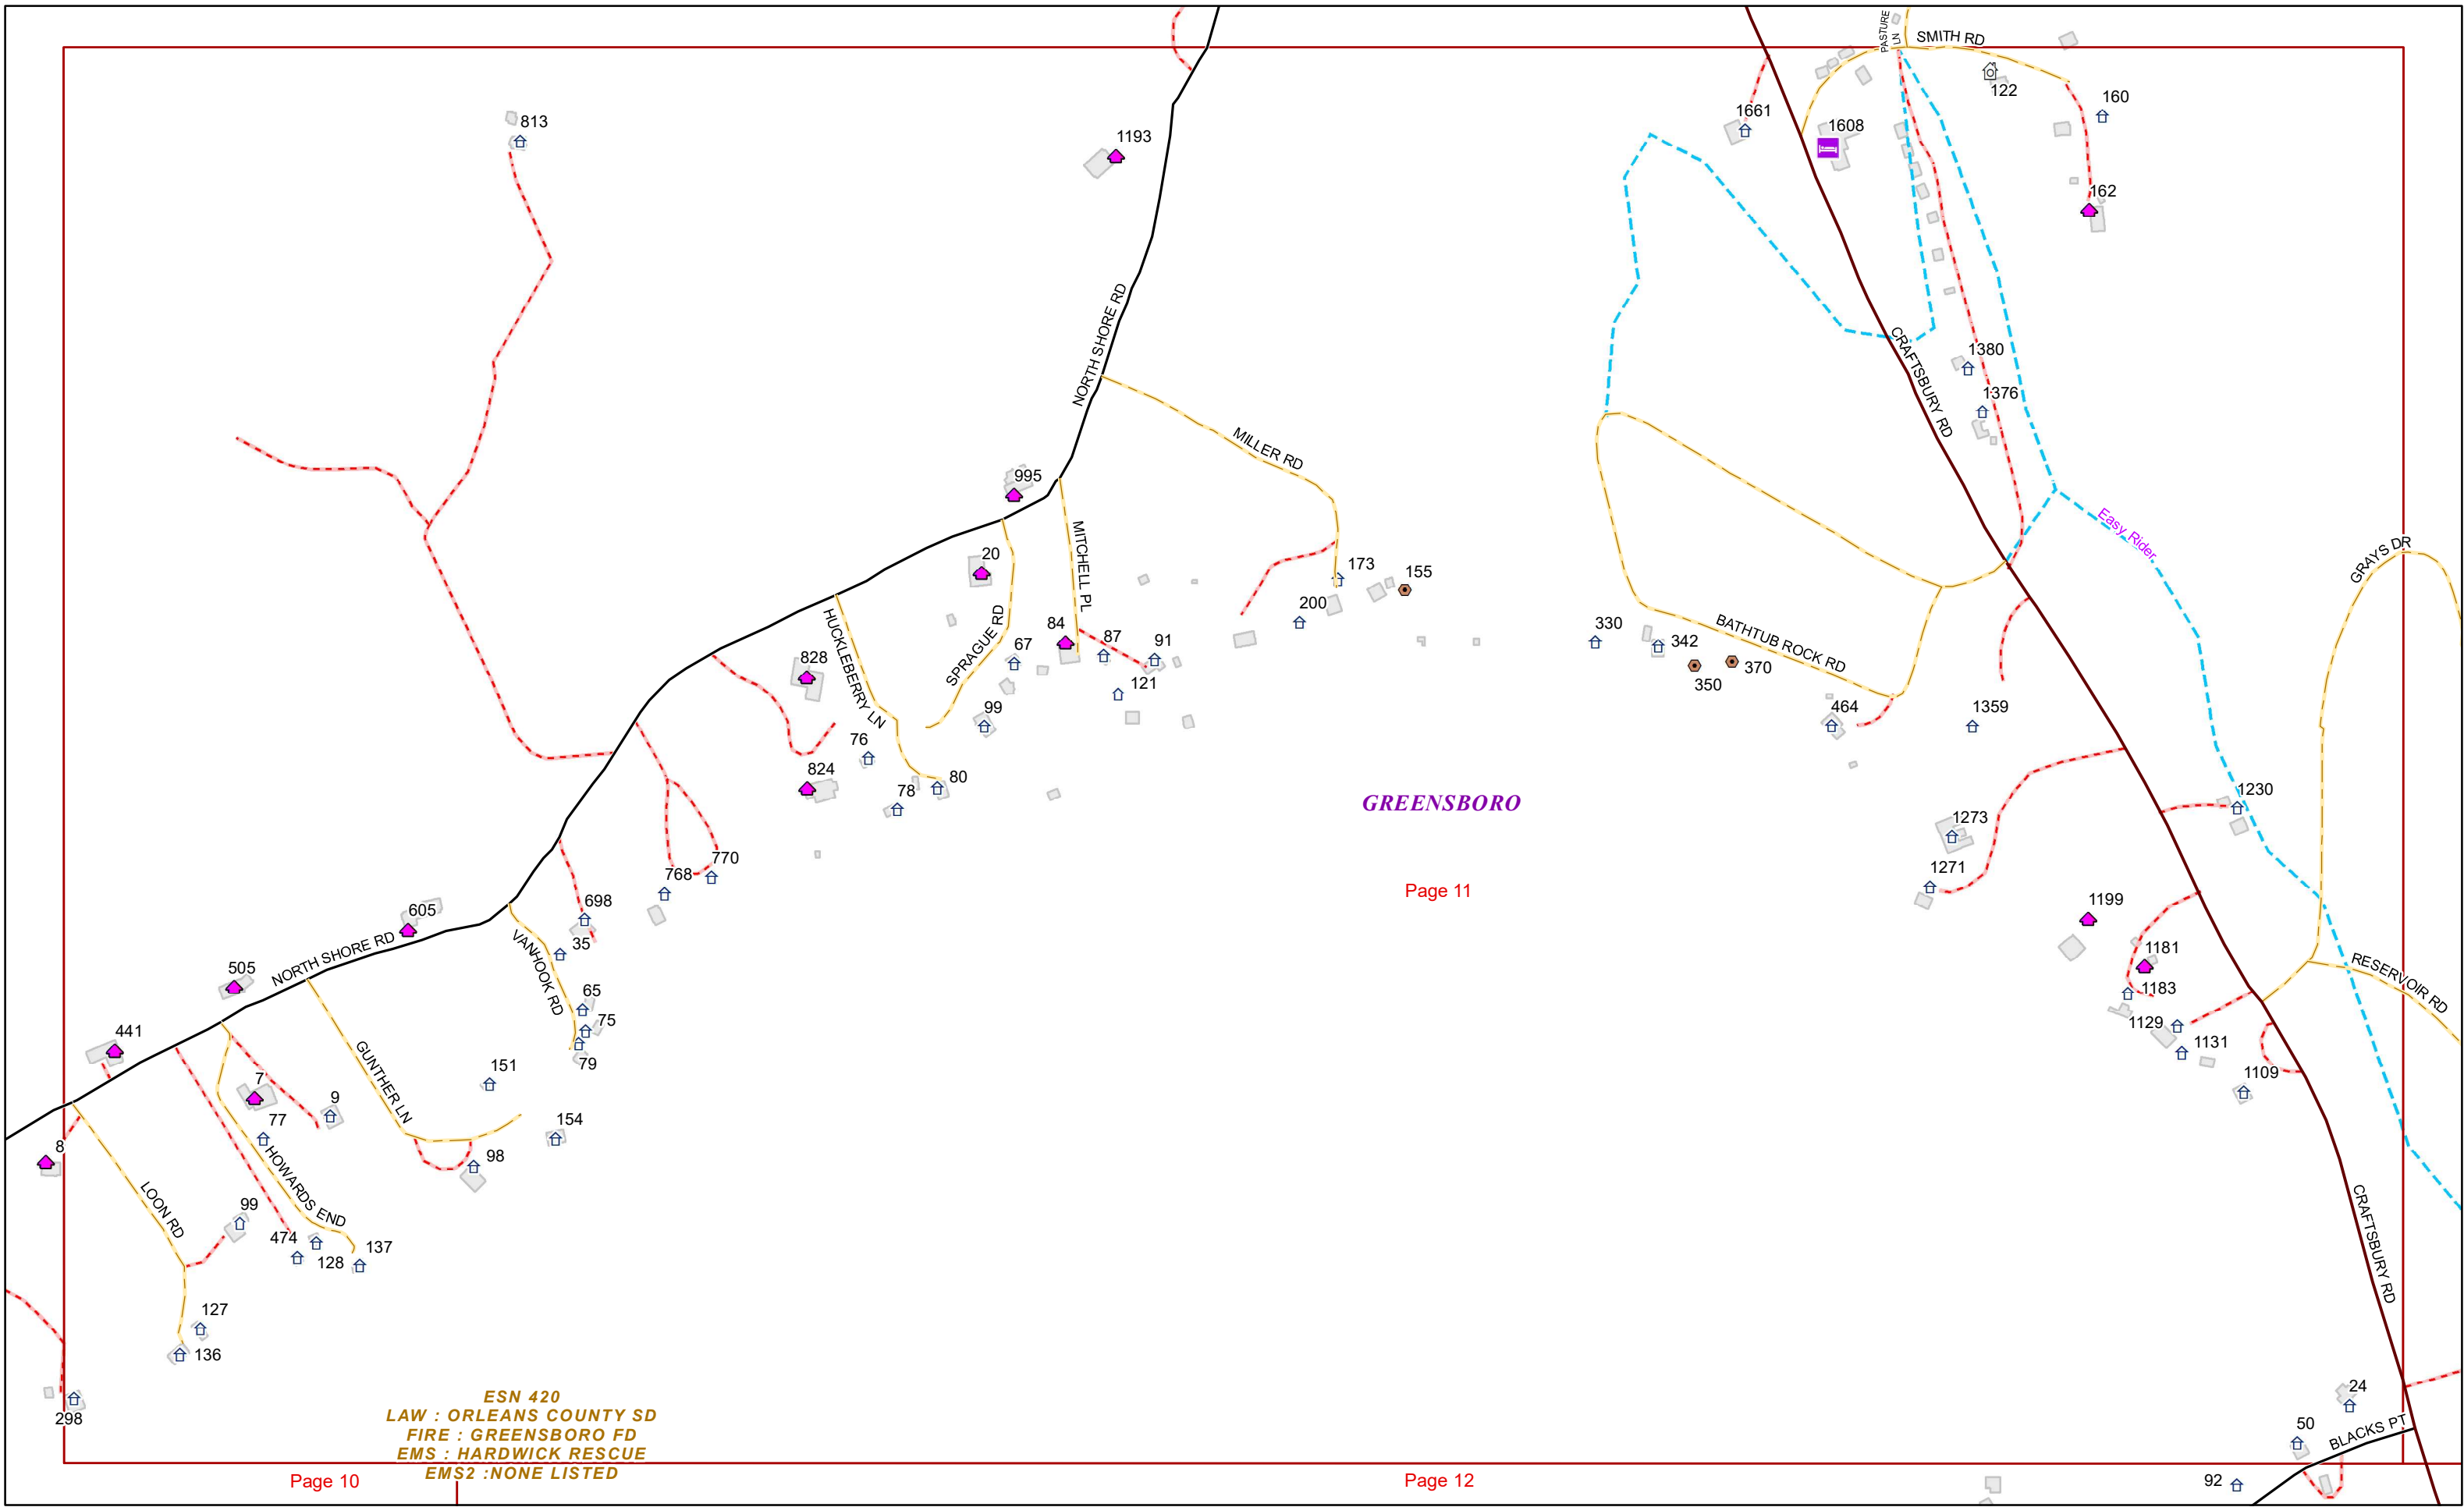 PASTURE
LN
SMITH RD
122
160
813
1193
1661
1608
162
NORTH SHORE RD
CRAFTSBURY RD
1380
1376
MILLER RD
995
MITCHELL PL
Easy Rider
GRAYS DR
20
173
155
200
HUCKLEBERRY LN
SPRAGUE RD
84
87
91
67
121
330
342
BATHTUB ROCK RD
350
370
828
99
464
1359
76
824
78
80
GREENSBORO
1230
1273
770
768
1271
Page 11
698
605
1199
35
VANHOOK RD
NORTH SHORE RD
1181
505
RESERVOIR RD
65
1183
75
441
1129
1131
79
GUNTHER LN
151
7
9
1109
77
154
8
98
HOWARDS END
LOON RD
99
474
128
137
CRAFTSBURY RD
127
136
298
24
50
BLACKS PT
ESN 420
LAW : ORLEANS COUNTY SD
FIRE : GREENSBORO FD
EMS : HARDWICK RESCUE
EMS2 :NONE LISTED
Page 10
Page 12
92